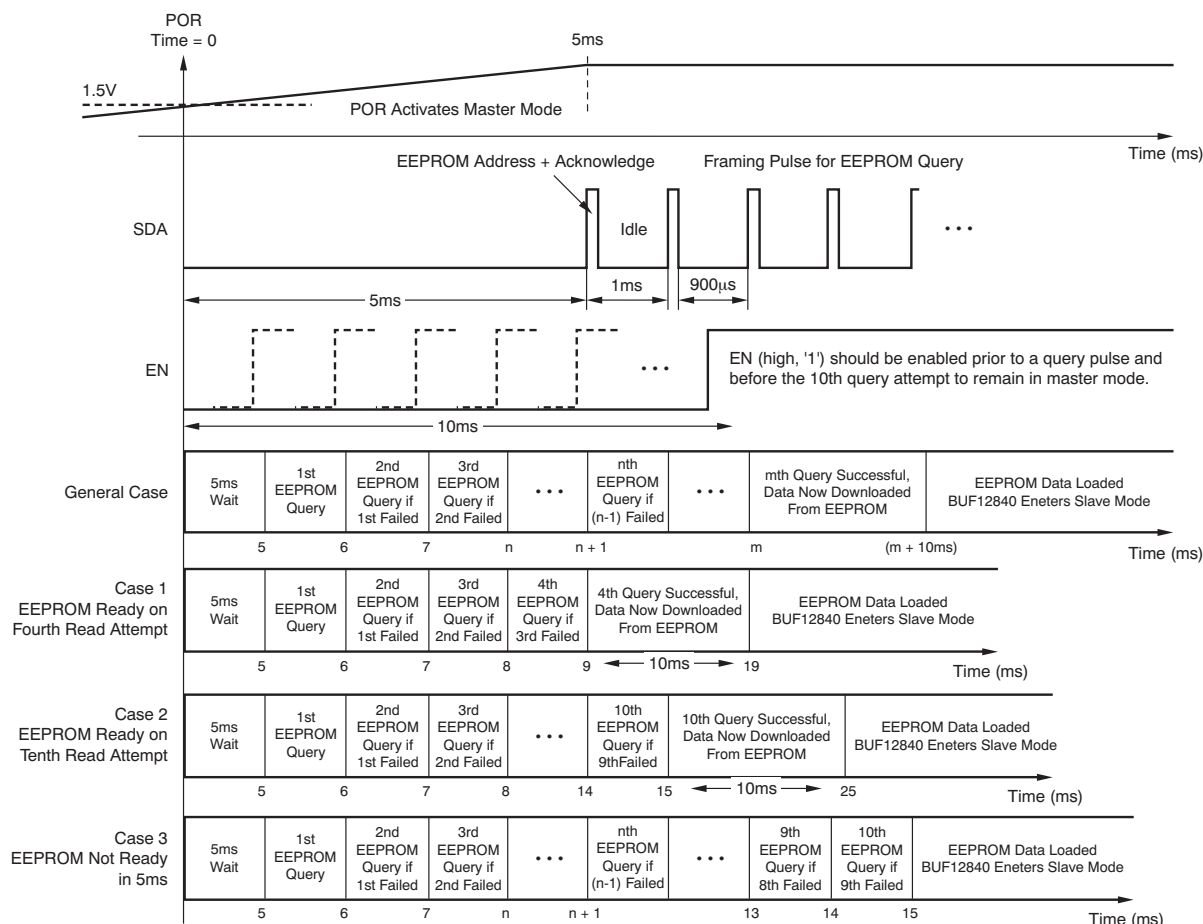 POR
Time = 0
5ms
1.5V
POR Activates Master Mode
Time (ms)
EEPROM Address + Acknowledge
Framing Pulse for EEPROM Query
SDA
Idle
• • •
5ms
1ms
900μs
EN
• • •
EN (high, '1') should be enabled prior to a query pulse and
before the 10th query attempt to remain in master mode.
10ms
General Case
5ms
Wait
1st
EEPROM
Query
2nd
EEPROM
Query if
1st Failed
3rd
EEPROM
Query if
2nd Failed
• • •
nth
EEPROM
Query if
(n-1) Failed
• • •
mth Query Successful,
Data Now Downloaded
From EEPROM
EEPROM Data Loaded
BUF12840 Eneters Slave Mode
5 6 7 n n + 1 m (m + 10ms) Time (ms)
Case 1
EEPROM Ready on
Fourth Read Attempt
5ms
Wait
1st
EEPROM
Query
2nd
EEPROM
Query if
1st Failed
3rd
EEPROM
Query if
2nd Failed
4th
EEPROM
Query if
3rd Failed
4th Query Successful,
Data Now Downloaded
From EEPROM
EEPROM Data Loaded
BUF12840 Eneters Slave Mode
5 6 7 8 9 10ms 19 Time (ms)
Case 2
EEPROM Ready on
Tenth Read Attempt
5ms
Wait
1st
EEPROM
Query
2nd
EEPROM
Query if
1st Failed
3rd
EEPROM
Query if
2nd Failed
• • •
10th
EEPROM
Query if
9thFailed
10th Query Successful,
Data Now Downloaded
From EEPROM
EEPROM Data Loaded
BUF12840 Eneters Slave Mode
5 6 7 8 14 15 10ms 25 Time (ms)
Case 3
EEPROM Not Ready
in 5ms
5ms
Wait
1st
EEPROM
Query
2nd
EEPROM
Query if
1st Failed
3rd
EEPROM
Query if
2nd Failed
• • •
nth
EEPROM
Query if
(n-1) Failed
• • •
9th
EEPROM
Query if
8th Failed
10th
EEPROM
Query if
9th Failed
EEPROM Data Loaded
BUF12840 Eneters Slave Mode
5 6 7 n n + 1 13 14 15 Time (ms)